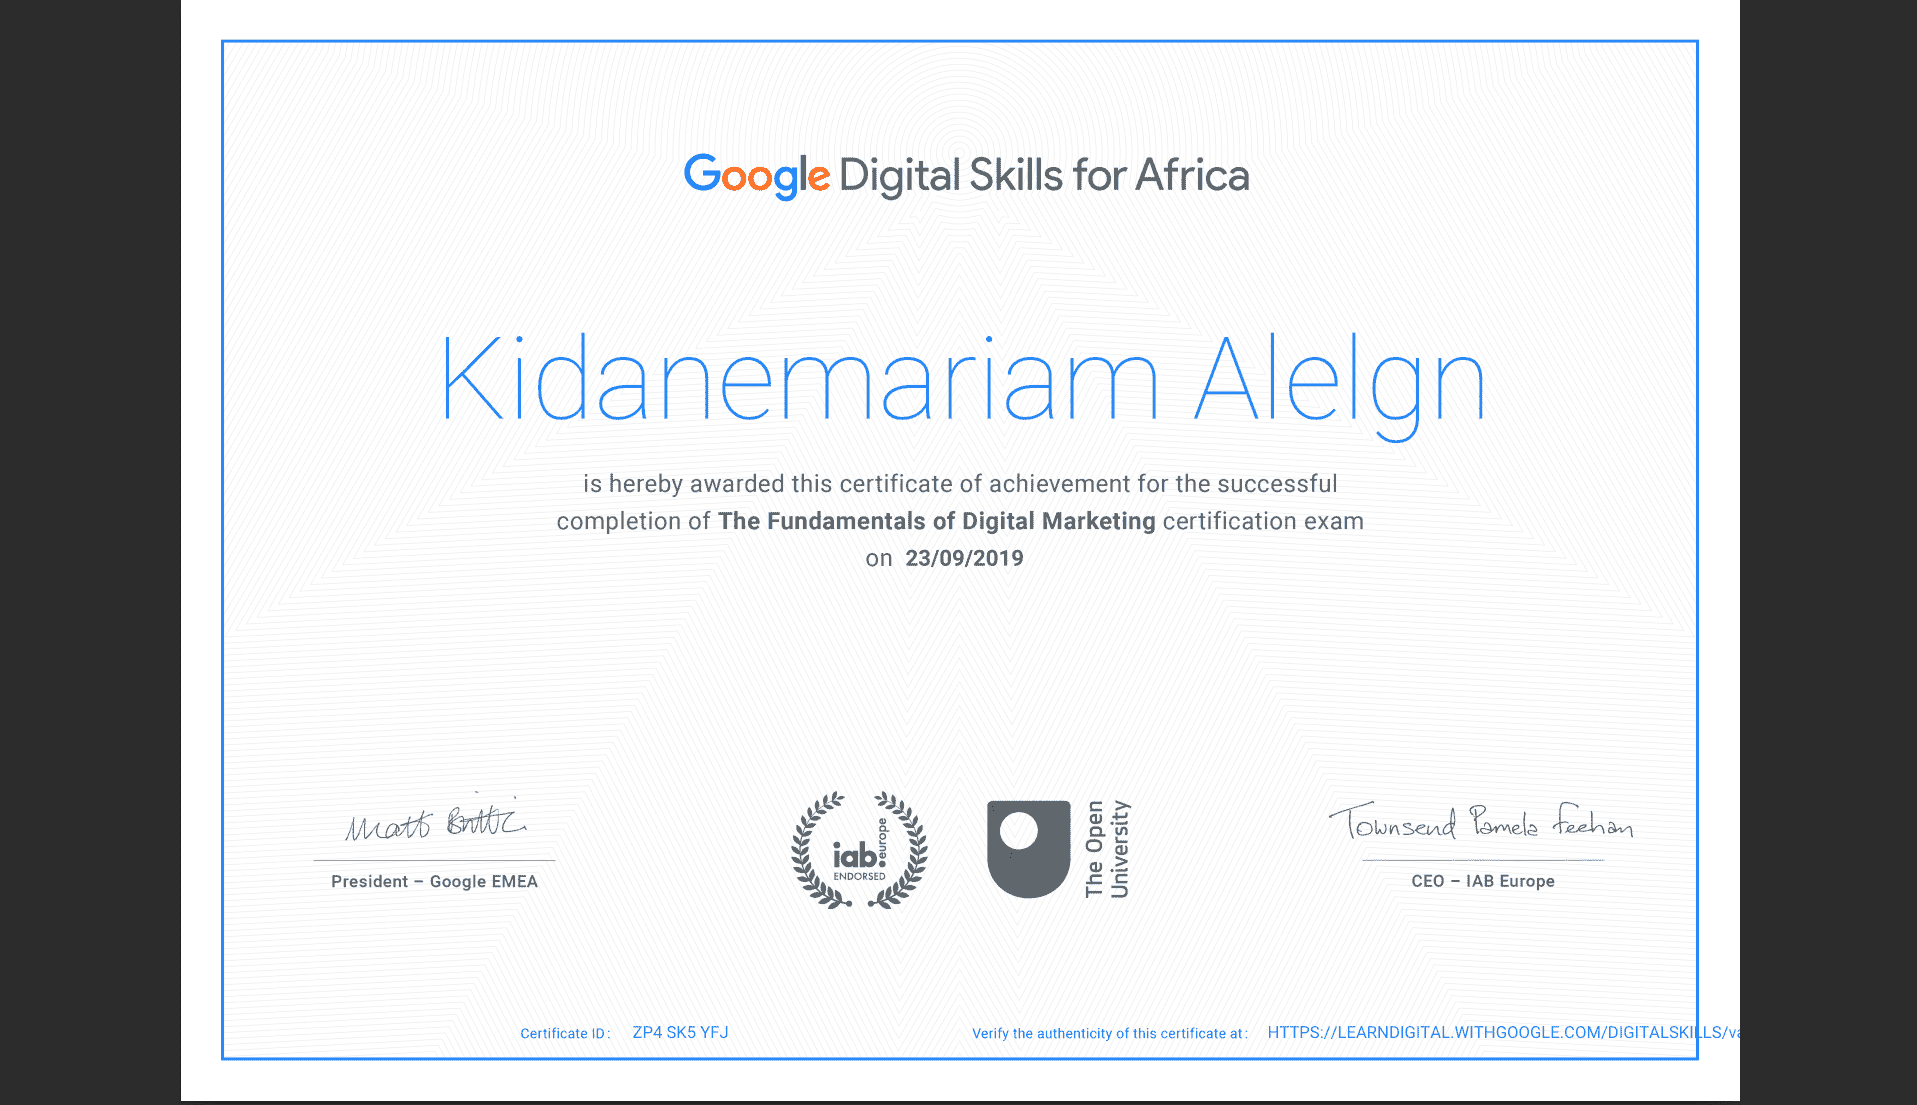 Google Digital Skills for Africa
Kidanemariam Alelgn
is hereby awarded this certificate of achievement for the successful
completion of The Fundamentals of Digital Marketing certification exam
on 23/09/2019
Matt Brittin
President – Google EMEA
iab europe
ENDORSED
The Open
University
Townsend Pamela Feehan
CEO – IAB Europe
Certificate ID: ZP4 SK5 YFJ
Verify the authenticity of this certificate at: HTTPS://LEARNDIGITAL.WITHGOOGLE.COM/DIGITALSKILLS/va